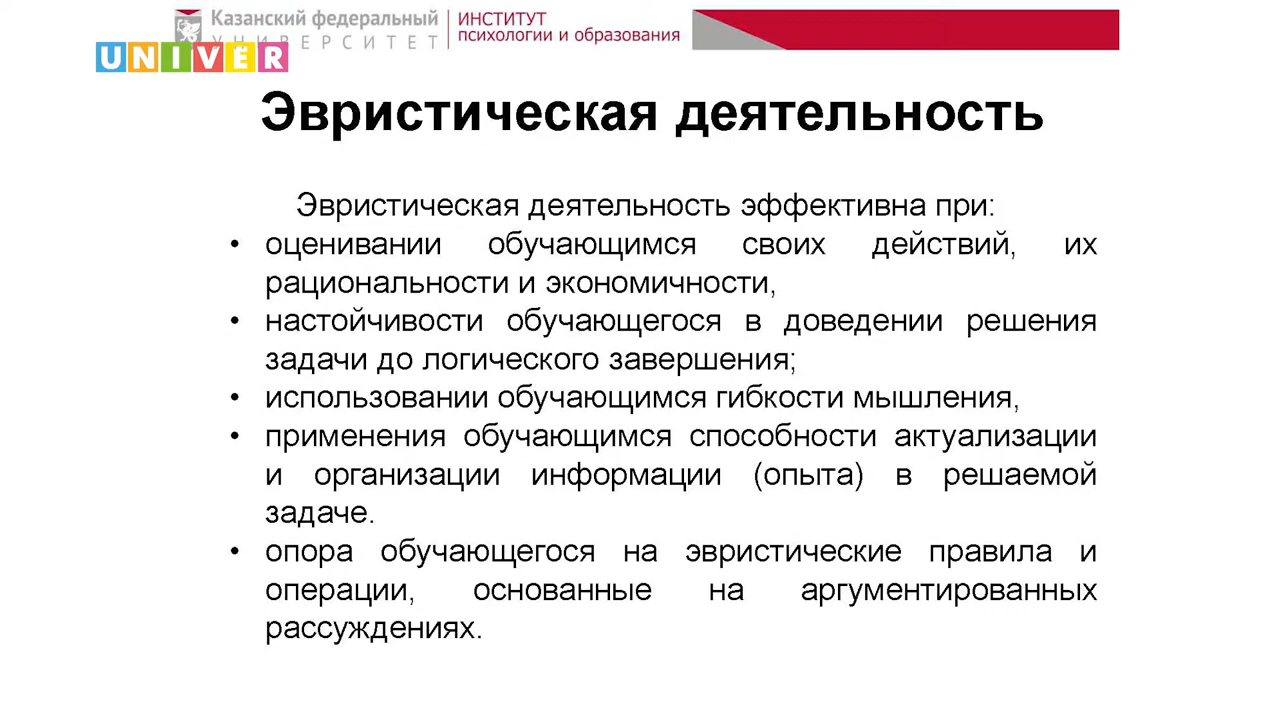 Казанский федеральный
УНИВЕРСИТЕТ
ИНСТИТУТ
психологии и образования
UNIVER
Эвристическая деятельность
Эвристическая деятельность эффективна при:
• оценивании обучающимся своих действий, их
рациональности и экономичности,
• настойчивости обучающегося в доведении решения
задачи до логического завершения;
• использовании обучающимся гибкости мышления,
• применения обучающимся способности актуализации
и организации информации (опыта) в решаемой
задаче.
• опора обучающегося на эвристические правила и
операции, основанные на аргументированных
рассуждениях.